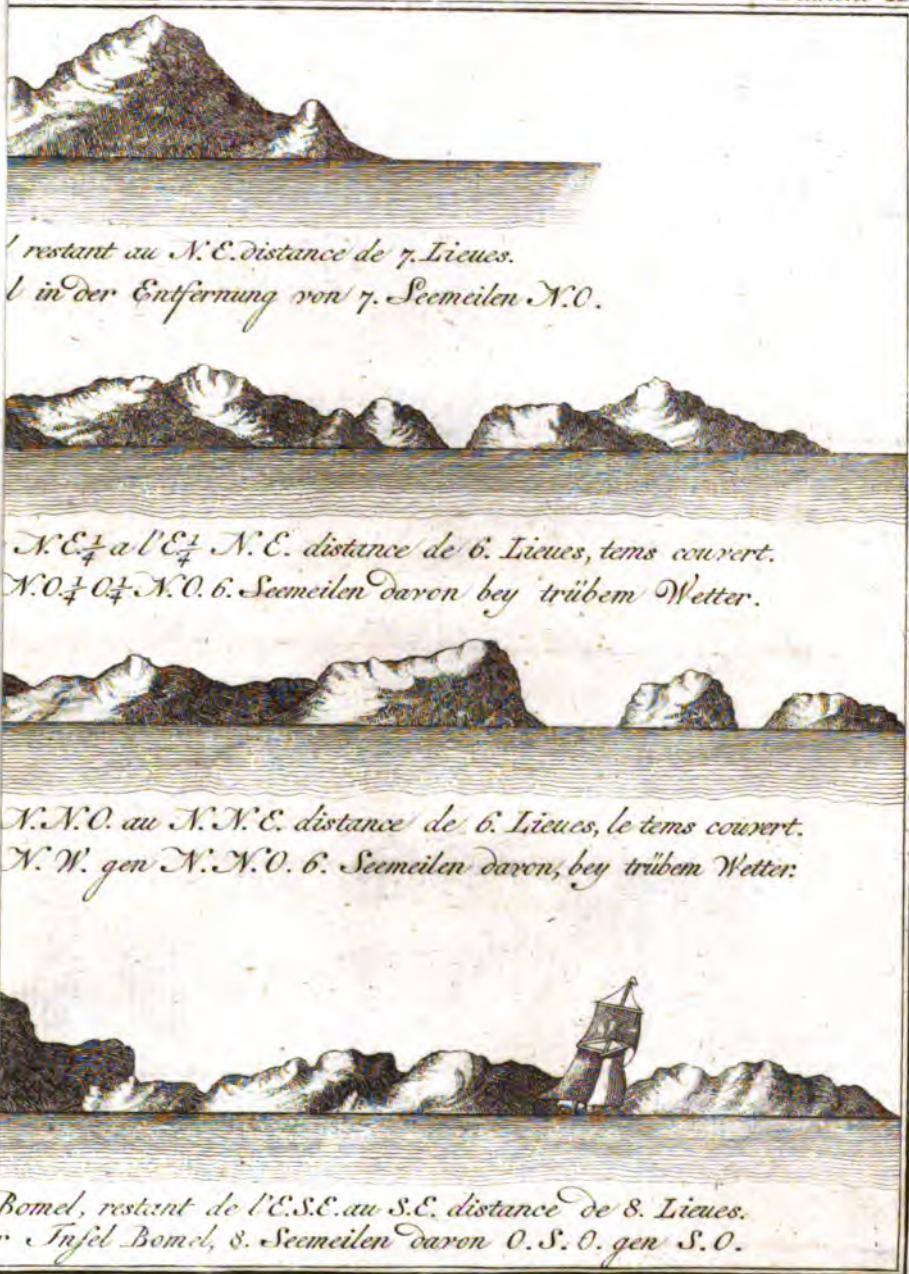 restant au N.E. distance de 7. Lieues.
in der Entfernung von 7. Seemeilen N.O.
N.E.¼ a l'E¼ N.E. distance de 6. Lieues, tems couvert.
N.O.¼ O¼ N.O. 6. Seemeilen davon bey trübem Wetter.
N.N.O. au N.N.E. distance de 6. Lieues, le tems couvert.
N.W. gen N.N.O. 6. Seemeilen davon, bey trübem Wetter.
Bomel, restant de l'E.S.E. au S.E. distance de 8. Lieues.
Insel Bomel, 8. Seemeilen davon O.S.O. gen S.O.